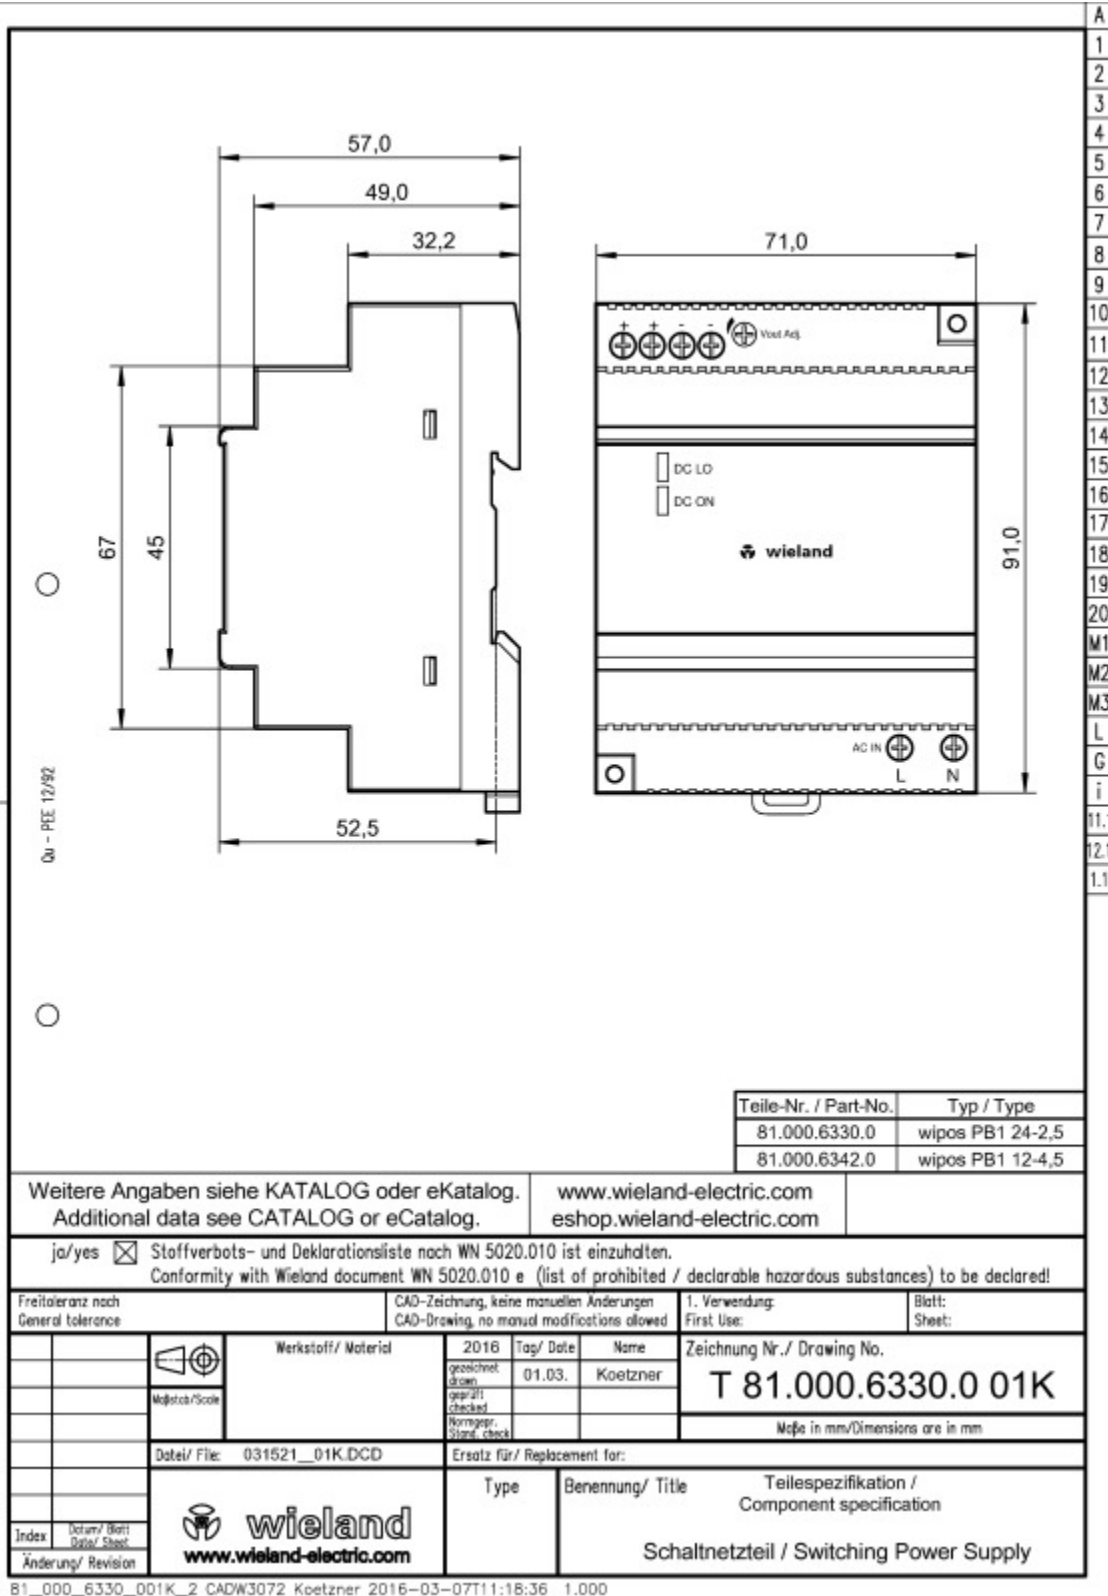 57,0
49,0
32,2
71,0
67
45
91,0
52,5
+ + - -
Vout Adj.
DC LO
DC ON
wieland
AC IN
L N
Qu - PEE 12/92
A
1
2
3
4
5
6
7
8
9
10
11
12
13
14
15
16
17
18
19
20
M1
M2
M3
L
G
i
11.1
12.1
1.1
Teile-Nr. / Part-No. Typ / Type
81.000.6330.0 wipos PB1 24-2,5
81.000.6342.0 wipos PB1 12-4,5
Weitere Angaben siehe KATALOG oder eKatalog.
Additional data see CATALOG or eCatalog.
www.wieland-electric.com
eshop.wieland-electric.com
ja/yes
Stoffverbots- und Deklarationsliste nach WN 5020.010 ist einzuhalten.
Conformity with Wieland document WN 5020.010 e (list of prohibited / declarable hazardous substances) to be declared!
Freitoleranz nach
General tolerance
CAD-Zeichnung, keine manuellen Änderungen
CAD-Drawing, no manual modifications allowed
1. Verwendung:
First Use:
Blatt:
Sheet:
Maßstab/Scale
Werkstoff/ Material
2016 Tag/ Date Name
gezeichnet
drawn
01.03. Koetzner
geprüft
checked
Normgepr.
Stand. check
Zeichnung Nr./ Drawing No.
T 81.000.6330.0 01K
Maße in mm/Dimensions are in mm
Datei/ File: 031521__01K.DCD
Ersatz für/ Replacement for:
Index
Datum/ Blatt
Date/ Sheet
Änderung/ Revision
wieland
www.wieland-electric.com
Type
Benennung/ Title
Teilespezifikation /
Component specification
Schaltnetzteil / Switching Power Supply
81_000_6330_001K_2 CADW3072 Koetzner 2016-03-07T11:18:36 1.000